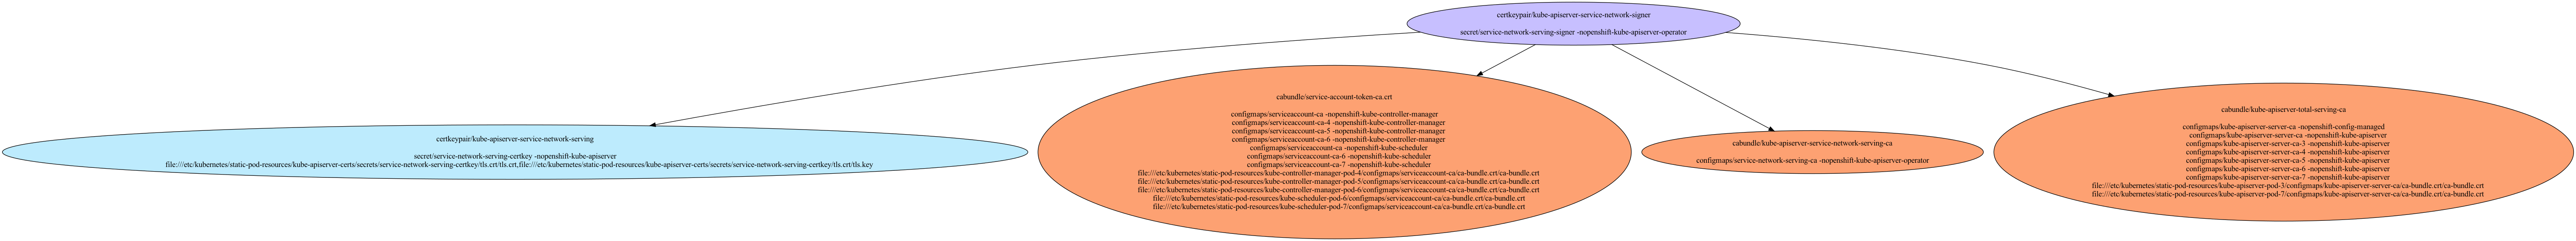 certkeypair/kube-apiserver-service-network-signer
secret/service-network-serving-signer -nopenshift-kube-apiserver-operator
certkeypair/kube-apiserver-service-network-serving
secret/service-network-serving-certkey -nopenshift-kube-apiserver
file:///etc/kubernetes/static-pod-resources/kube-apiserver-certs/secrets/service-network-serving-certkey/tls.crt/tls.crt,file:///etc/kubernetes/static-pod-resources/kube-apiserver-certs/secrets/service-network-serving-certkey/tls.crt/tls.key
cabundle/service-account-token-ca.crt
configmaps/serviceaccount-ca -nopenshift-kube-controller-manager
configmaps/serviceaccount-ca-4 -nopenshift-kube-controller-manager
configmaps/serviceaccount-ca-5 -nopenshift-kube-controller-manager
configmaps/serviceaccount-ca-6 -nopenshift-kube-controller-manager
configmaps/serviceaccount-ca -nopenshift-kube-scheduler
configmaps/serviceaccount-ca-6 -nopenshift-kube-scheduler
configmaps/serviceaccount-ca-7 -nopenshift-kube-scheduler
file:///etc/kubernetes/static-pod-resources/kube-controller-manager-pod-4/configmaps/serviceaccount-ca/ca-bundle.crt/ca-bundle.crt
file:///etc/kubernetes/static-pod-resources/kube-controller-manager-pod-5/configmaps/serviceaccount-ca/ca-bundle.crt/ca-bundle.crt
file:///etc/kubernetes/static-pod-resources/kube-controller-manager-pod-6/configmaps/serviceaccount-ca/ca-bundle.crt/ca-bundle.crt
file:///etc/kubernetes/static-pod-resources/kube-scheduler-pod-6/configmaps/serviceaccount-ca/ca-bundle.crt/ca-bundle.crt
file:///etc/kubernetes/static-pod-resources/kube-scheduler-pod-7/configmaps/serviceaccount-ca/ca-bundle.crt/ca-bundle.crt
cabundle/kube-apiserver-service-network-serving-ca
configmaps/service-network-serving-ca -nopenshift-kube-apiserver-operator
cabundle/kube-apiserver-total-serving-ca
configmaps/kube-apiserver-server-ca -nopenshift-config-managed
configmaps/kube-apiserver-server-ca -nopenshift-kube-apiserver
configmaps/kube-apiserver-server-ca-3 -nopenshift-kube-apiserver
configmaps/kube-apiserver-server-ca-4 -nopenshift-kube-apiserver
configmaps/kube-apiserver-server-ca-5 -nopenshift-kube-apiserver
configmaps/kube-apiserver-server-ca-6 -nopenshift-kube-apiserver
configmaps/kube-apiserver-server-ca-7 -nopenshift-kube-apiserver
file:///etc/kubernetes/static-pod-resources/kube-apiserver-pod-3/configmaps/kube-apiserver-server-ca/ca-bundle.crt/ca-bundle.crt
file:///etc/kubernetes/static-pod-resources/kube-apiserver-pod-7/configmaps/kube-apiserver-server-ca/ca-bundle.crt/ca-bundle.crt